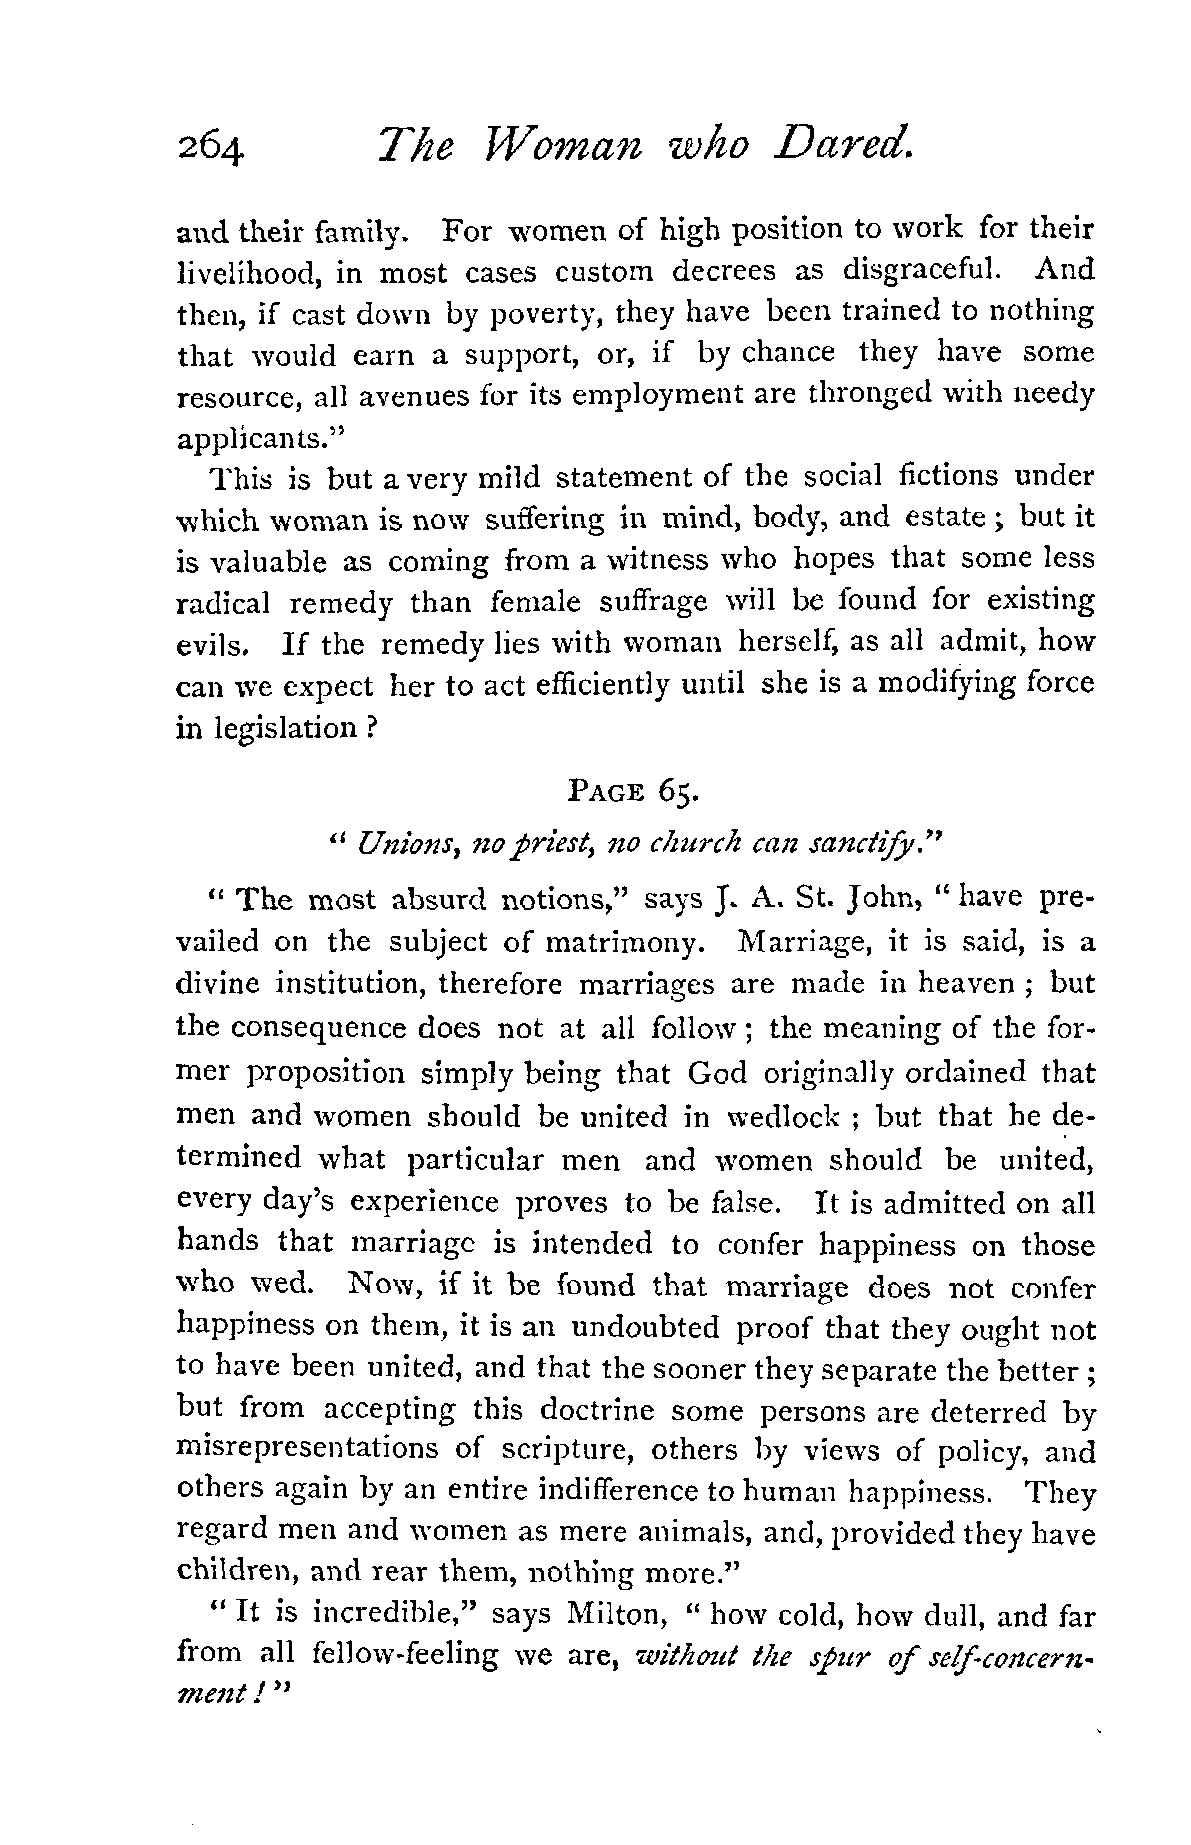 264 The Woman who Dared.
and their family. For women of high position to work for their
livelihood, in most cases custom decrees as disgraceful. And
then, if cast down by poverty, they have been trained to nothing
that would earn a support, or, if by chance they have some
resource, all avenues for its employment are thronged with needy
applicants."
This is but a very mild statement of the social fictions under
which woman is now suffering in mind, body, and estate ; but it
is valuable as coming from a witness who hopes that some less
radical remedy than female suffrage will be found for existing
evils. If the remedy lies with woman herself, as all admit, how
can we expect her to act efficiently until she is a modifying force
in legislation ?
PAGE 65.
" Unions, no priest, no church can sanctify."
" The most absurd notions," says J. A. St. John, " have pre-
vailed on the subject of matrimony. Marriage, it is said, is a
divine institution, therefore marriages are made in heaven ; but
the consequence does not at all follow ; the meaning of the for-
mer proposition simply being that God originally ordained that
men and women should be united in wedlock ; but that he de-
termined what particular men and women should be united,
every day's experience proves to be false. It is admitted on all
hands that marriage is intended to confer happiness on those
who wed. Now, if it be found that marriage does not confer
happiness on them, it is an undoubted proof that they ought not
to have been united, and that the sooner they separate the better ;
but from accepting this doctrine some persons are deterred by
misrepresentations of scripture, others by views of policy, and
others again by an entire indifference to human happiness. They
regard men and women as mere animals, and, provided they have
children, and rear them, nothing more."
" It is incredible," says Milton, " how cold, how dull, and far
from all fellow-feeling we are, without the spur of self-concern-
ment ! "